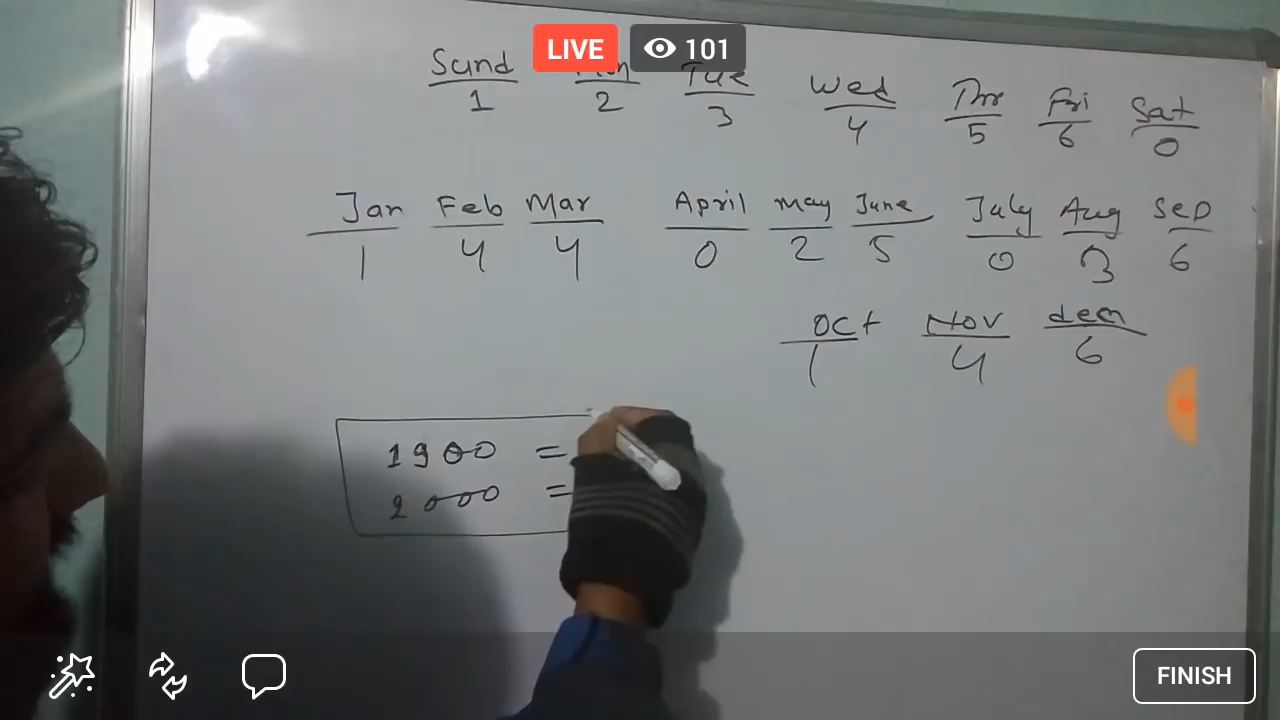 LIVE 101
Sund Mon Tue Wed Thr Fri Sat
1 2 3 4 5 6 0
Jan Feb Mar April May June July Aug Sep
1 4 4 0 2 5 0 3 6
Oct Nov dec
1 4 6
1900 =
2000 =
FINISH